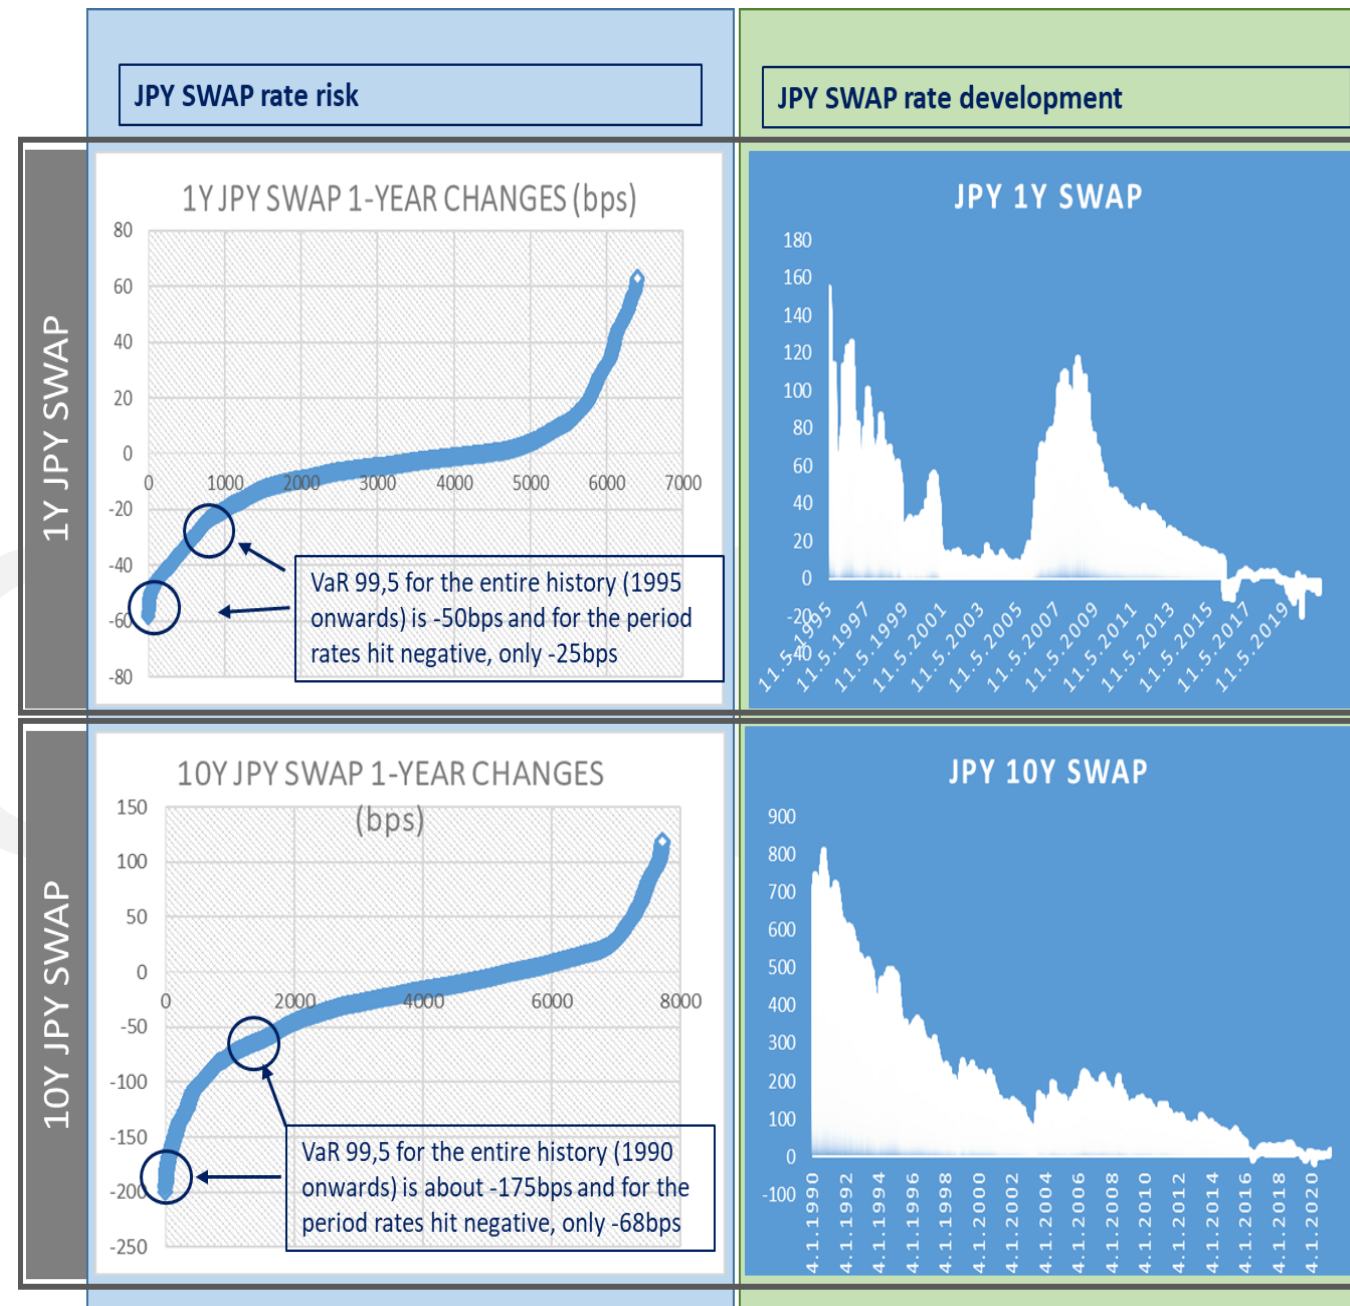 JPY SWAP rate risk
JPY SWAP rate development
1Y JPY SWAP
1Y JPY SWAP 1-YEAR CHANGES (bps)
80
60
40
20
0
-20
-40
-60
-80
0 1000 2000 3000 4000 5000 6000 7000
VaR 99,5 for the entire history (1995
onwards) is -50bps and for the period
rates hit negative, only -25bps
JPY 1Y SWAP
180
160
140
120
100
80
60
40
20
0
-20
-40
11.5.1995 11.5.1997 11.5.1999 11.5.2001 11.5.2003 11.5.2005 11.5.2007 11.5.2009 11.5.2011 11.5.2013 11.5.2015 11.5.2017 11.5.2019
10Y JPY SWAP
10Y JPY SWAP 1-YEAR CHANGES
(bps)
150
100
50
0
-50
-100
-150
-200
-250
0 2000 4000 6000 8000
VaR 99,5 for the entire history (1990
onwards) is about -175bps and for the
period rates hit negative, only -68bps
JPY 10Y SWAP
900
800
700
600
500
400
300
200
100
0
-100
4.1.1990 4.1.1992 4.1.1994 4.1.1996 4.1.1998 4.1.2000 4.1.2002 4.1.2004 4.1.2006 4.1.2008 4.1.2010 4.1.2012 4.1.2014 4.1.2016 4.1.2018 4.1.2020